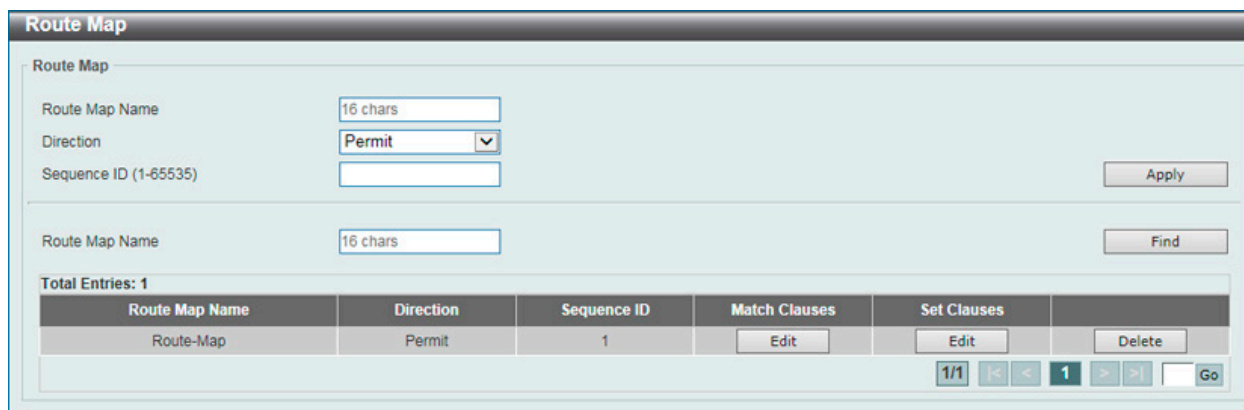 Route Map
Route Map
Route Map Name 16 chars
Direction Permit
Sequence ID (1-65535) Apply
Route Map Name 16 chars Find
Total Entries: 1
Route Map Name Direction Sequence ID Match Clauses Set Clauses
Route-Map Permit 1 Edit Edit Delete
1/1 |< < 1 > >| Go